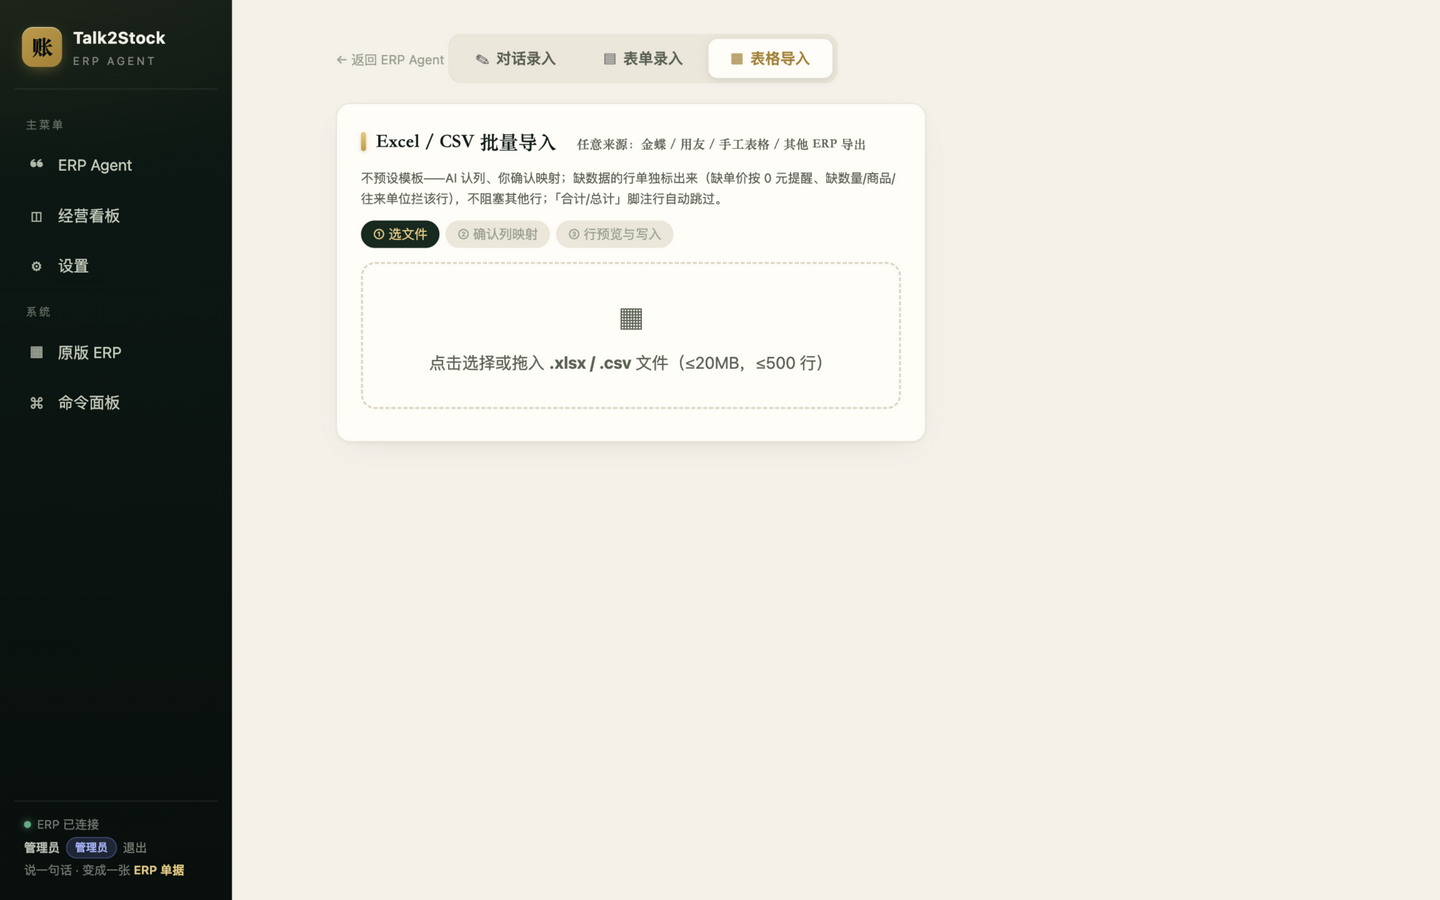 账
Talk2Stock
ERP AGENT
主菜单
ERP Agent
经营看板
设置
系统
原版 ERP
命令面板
ERP 已连接
管理员 管理员 退出
说一句话 · 变成一张 ERP 单据
← 返回 ERP Agent
对话录入
表单录入
表格导入
Excel / CSV 批量导入 任意来源：金蝶 / 用友 / 手工表格 / 其他 ERP 导出
不预设模板——AI 认列、你确认映射；缺数据的行单独标出来（缺单价按 0 元提醒、缺数量/商品/
往来单位拦该行），不阻塞其他行；「合计/总计」脚注行自动跳过。
① 选文件 ② 确认列映射 ③ 行预览与写入
点击选择或拖入 .xlsx / .csv 文件（≤20MB，≤500 行）